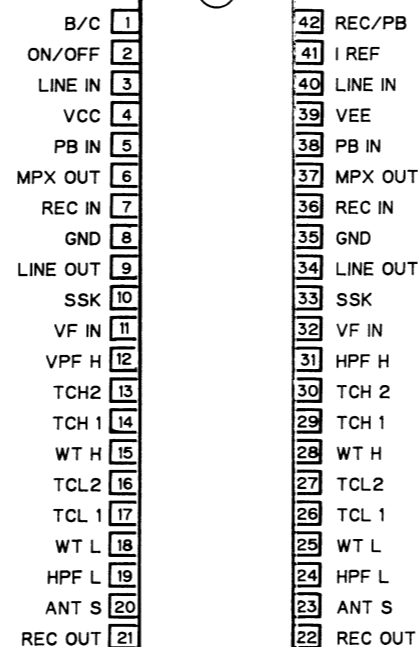 B/C 1 42 REC/PB
ON/OFF 2 41 I REF
LINE IN 3 40 LINE IN
VCC 4 39 VEE
PB IN 5 38 PB IN
MPX OUT 6 37 MPX OUT
REC IN 7 36 REC IN
GND 8 35 GND
LINE OUT 9 34 LINE OUT
SSK 10 33 SSK
VF IN 11 32 VF IN
VPF H 12 31 HPF H
TCH2 13 30 TCH 2
TCH 1 14 29 TCH 1
WT H 15 28 WT H
TCL2 16 27 TCL2
TCL 1 17 26 TCL 1
WT L 18 25 WT L
HPF L 19 24 HPF L
ANT S 20 23 ANT S
REC OUT 21 22 REC OUT